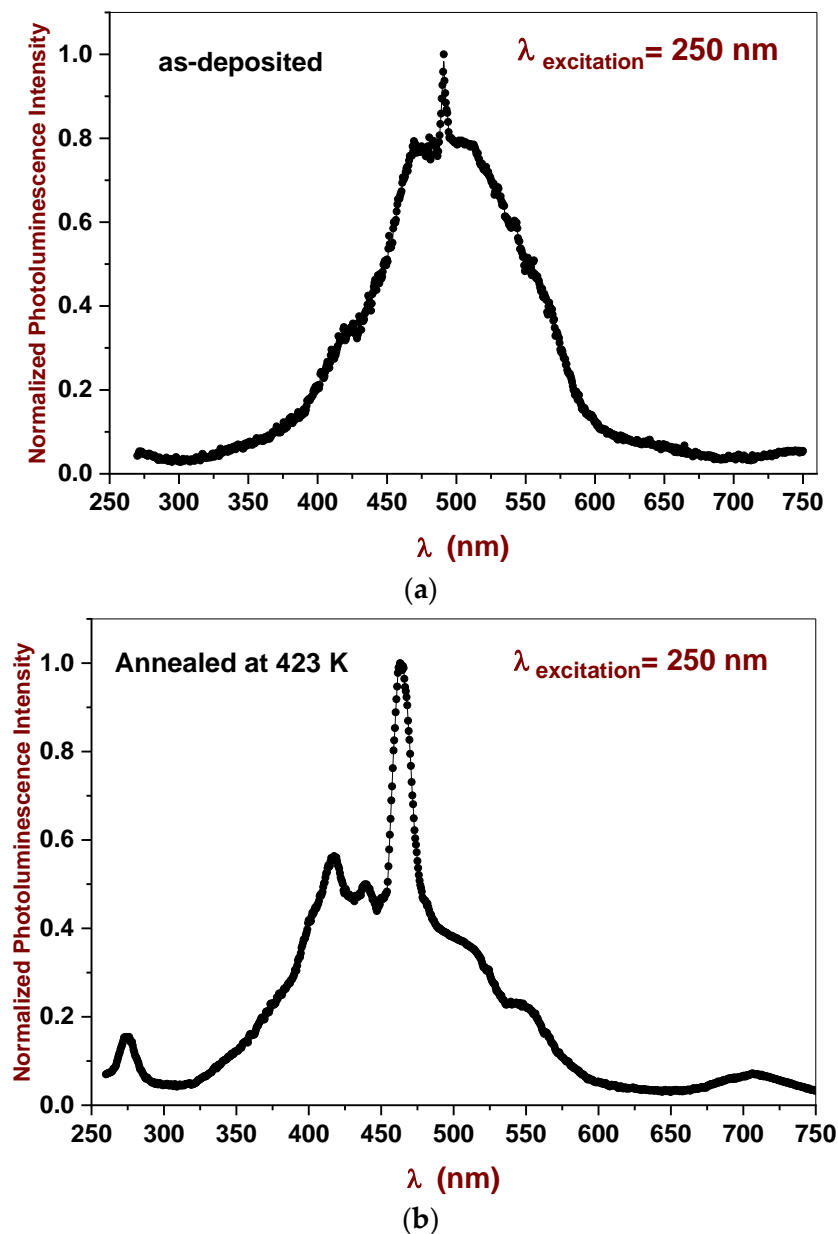 as-deposited
λ excitation= 250 nm
Normalized Photoluminescence Intensity
1.0
0.8
0.6
0.4
0.2
0.0
250 300 350 400 450 500 550 600 650 700 750
λ (nm)
(a)
Annealed at 423 K
λ excitation= 250 nm
Normalized Photoluminescence Intensity
1.0
0.8
0.6
0.4
0.2
0.0
250 300 350 400 450 500 550 600 650 700 750
λ (nm)
(b)